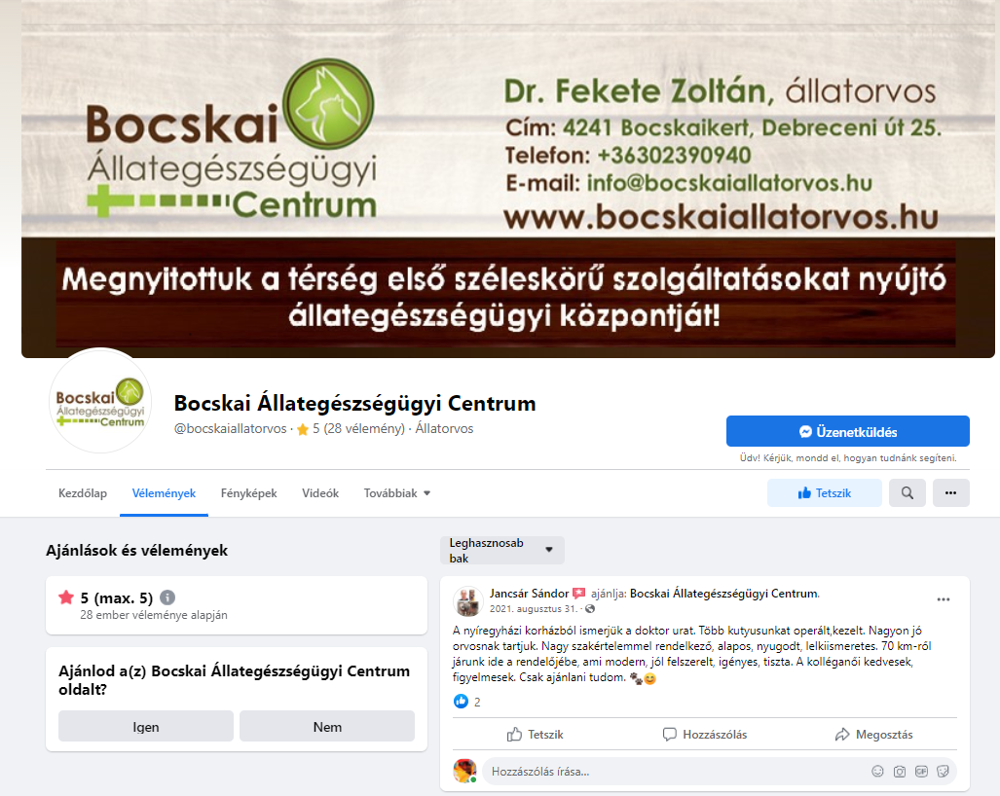 Bocskai
Állategészségügyi
Centrum
Dr. Fekete Zoltán, állatorvos
Cím: 4241 Bocskaikert, Debreceni út 25.
Telefon: +36302390940
E-mail: info@bocskaiallatorvos.hu
www.bocskaiallatorvos.hu
Megnyitottuk a térség első széleskörű szolgáltatásokat nyújtó
állategészségügyi központját!
Bocskai
Állategészségügyi
Centrum
Bocskai Állategészségügyi Centrum
@bocskaiallatorvos · 5 (28 vélemény) · Állatorvos
Üzenetküldés
Üdv! Kérjük, mondd el, hogyan tudnánk segíteni.
Kezdőlap Vélemények Fényképek Videók Továbbiak
Tetszik
Ajánlások és vélemények
5 (max. 5)
28 ember véleménye alapján
Ajánlod a(z) Bocskai Állategészségügyi Centrum
oldalt?
Igen Nem
Leghasznosab
bak
Jancsár Sándor ajánlja: Bocskai Állategészségügyi Centrum.
2021. augusztus 31. ·
A nyíregyházi korházból ismerjük a doktor urat. Több kutyusunkat operált,kezelt. Nagyon jó
orvosnak tartjuk. Nagy szakértelemmel rendelkező, alapos, nyugodt, lelkiismeretes. 70 km-ről
járunk ide a rendelőjébe, ami modern, jól felszerelt, igényes, tiszta. A kolléganői kedvesek,
figyelmesek. Csak ajánlani tudom. 🐾😊
2
Tetszik Hozzászólás Megosztás
Hozzászólás írása...
GIF